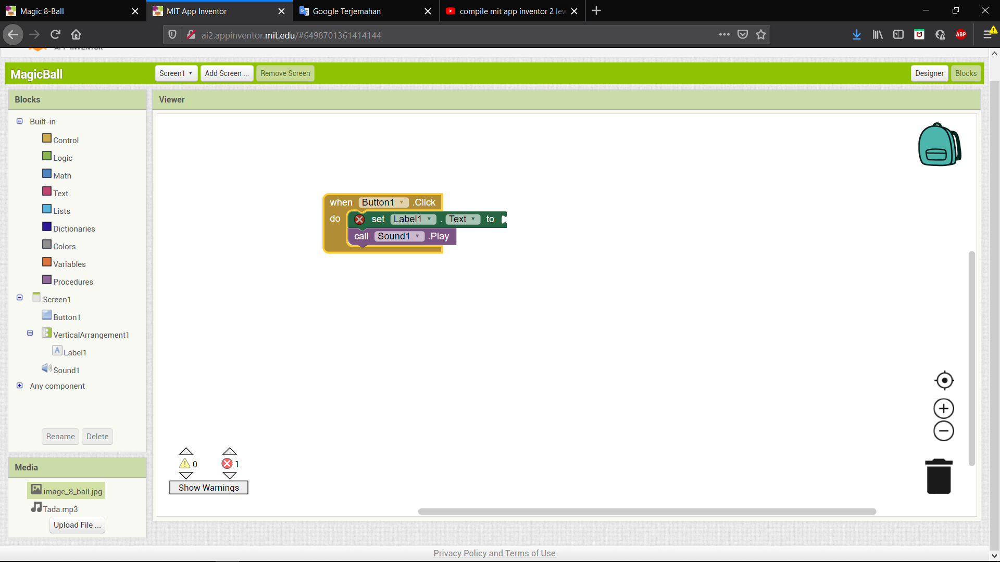 Magic 8-Ball
MIT App Inventor
Google Terjemahan
compile mit app inventor 2 lew
ai2.appinventor.mit.edu/#6498701361414144
ABP
MagicBall
Screen1
Add Screen ...
Remove Screen
Designer
Blocks
Blocks
Viewer
Built-in
Control
Logic
Math
Text
Lists
Dictionaries
Colors
Variables
Procedures
Screen1
Button1
VerticalArrangement1
A Label1
Sound1
Any component
Rename
Delete
when Button1 .Click
do set Label1 . Text to
call Sound1 .Play
0
1
Show Warnings
Media
image_8_ball.jpg
Tada.mp3
Upload File ...
Privacy Policy and Terms of Use